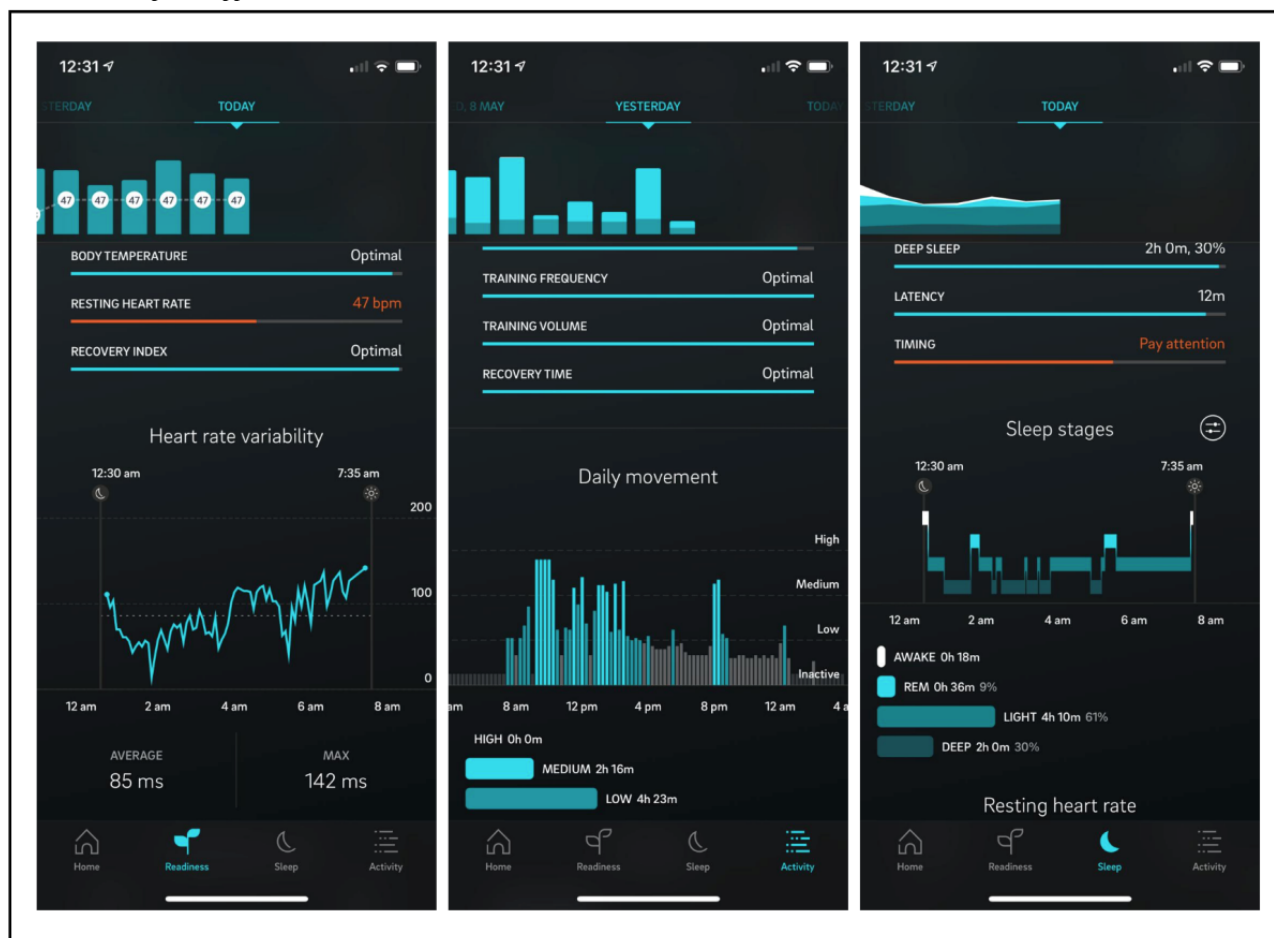 12:31
TERDAY TODAY
47 47 47 47 47 47
BODY TEMPERATURE Optimal
RESTING HEART RATE 47 bpm
RECOVERY INDEX Optimal
Heart rate variability
12:30 am 7:35 am
200
100
0
12 am 2 am 4 am 6 am 8 am
AVERAGE MAX
85 ms 142 ms
Home Readiness Sleep Activity
12:31
, 8 MAY YESTERDAY TODA
TRAINING FREQUENCY Optimal
TRAINING VOLUME Optimal
RECOVERY TIME Optimal
Daily movement
High
Medium
Low
Inactive
am 8 am 12 pm 4 pm 8 pm 12 am 4 a
HIGH 0h 0m
MEDIUM 2h 16m
LOW 4h 23m
Home Readiness Sleep Activity
12:31
TERDAY TODAY
DEEP SLEEP 2h 0m, 30%
LATENCY 12m
TIMING Pay attention
Sleep stages
12:30 am 7:35 am
12 am 2 am 4 am 6 am 8 am
AWAKE 0h 18m
REM 0h 36m 9%
LIGHT 4h 10m 61%
DEEP 2h 0m 30%
Resting heart rate
Home Readiness Sleep Activity